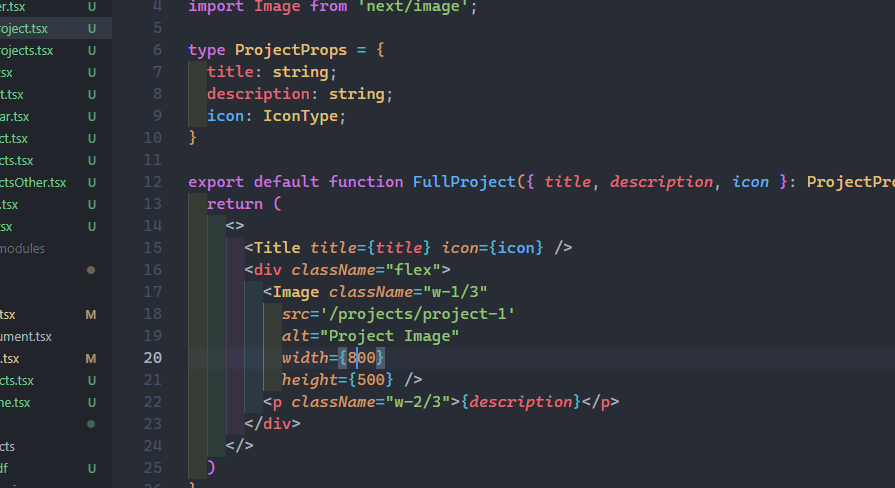 er.tsx U
roject.tsx U
rojects.tsx U
tsx U
t.tsx U
ar.tsx U
ct.tsx U
cts.tsx U
ctsOther.tsx U
.tsx U
tsx U
modules
tsx M
ument.tsx
.tsx M
cts.tsx U
ne.tsx U
cts
df U
4 import Image from 'next/image';
5
6 type ProjectProps = {
7 title: string;
8 description: string;
9 icon: IconType;
10 }
11
12 export default function FullProject({ title, description, icon }: ProjectPro
13 return (
14 <>
15 <Title title={title} icon={icon} />
16 <div className="flex">
17 <Image className="w-1/3"
18 src='/projects/project-1'
19 alt="Project Image"
20 width={800}
21 height={500} />
22 <p className="w-2/3">{description}</p>
23 </div>
24 </>
25 )